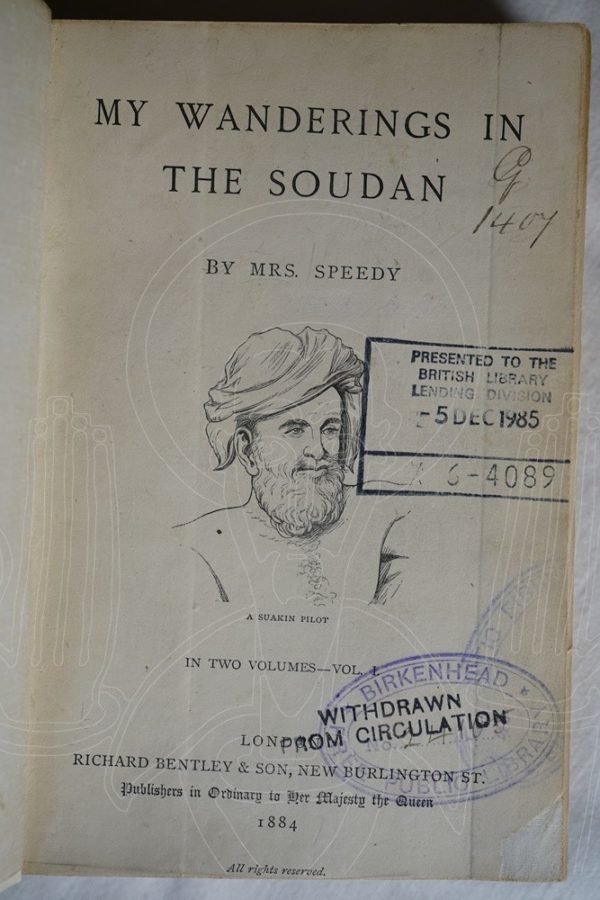 MY WANDERINGS IN
THE SOUDAN
G
1407
BY MRS. SPEEDY
PRESENTED TO THE
BRITISH LIBRARY
LENDING DIVISION
-5 DEC 1985
X 6-4089
A SUAKIN PILOT
IN TWO VOLUMES—VOL. I.
BIRKENHEAD
WITHDRAWN
FROM CIRCULATION
PUBLIC LIBRARY
LONDON
RICHARD BENTLEY & SON, NEW BURLINGTON ST.
Publishers in Ordinary to Her Majesty the Queen
1884
All rights reserved.